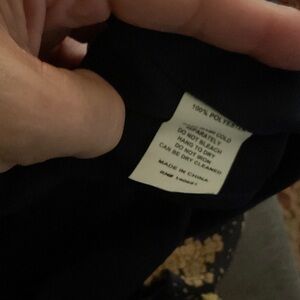 100% POLYESTER
COLD
SEPARATELY
DO NOT BLEACH
HANG TO DRY
DO NOT IRON
CAN BE DRY CLEANED
MADE IN CHINA